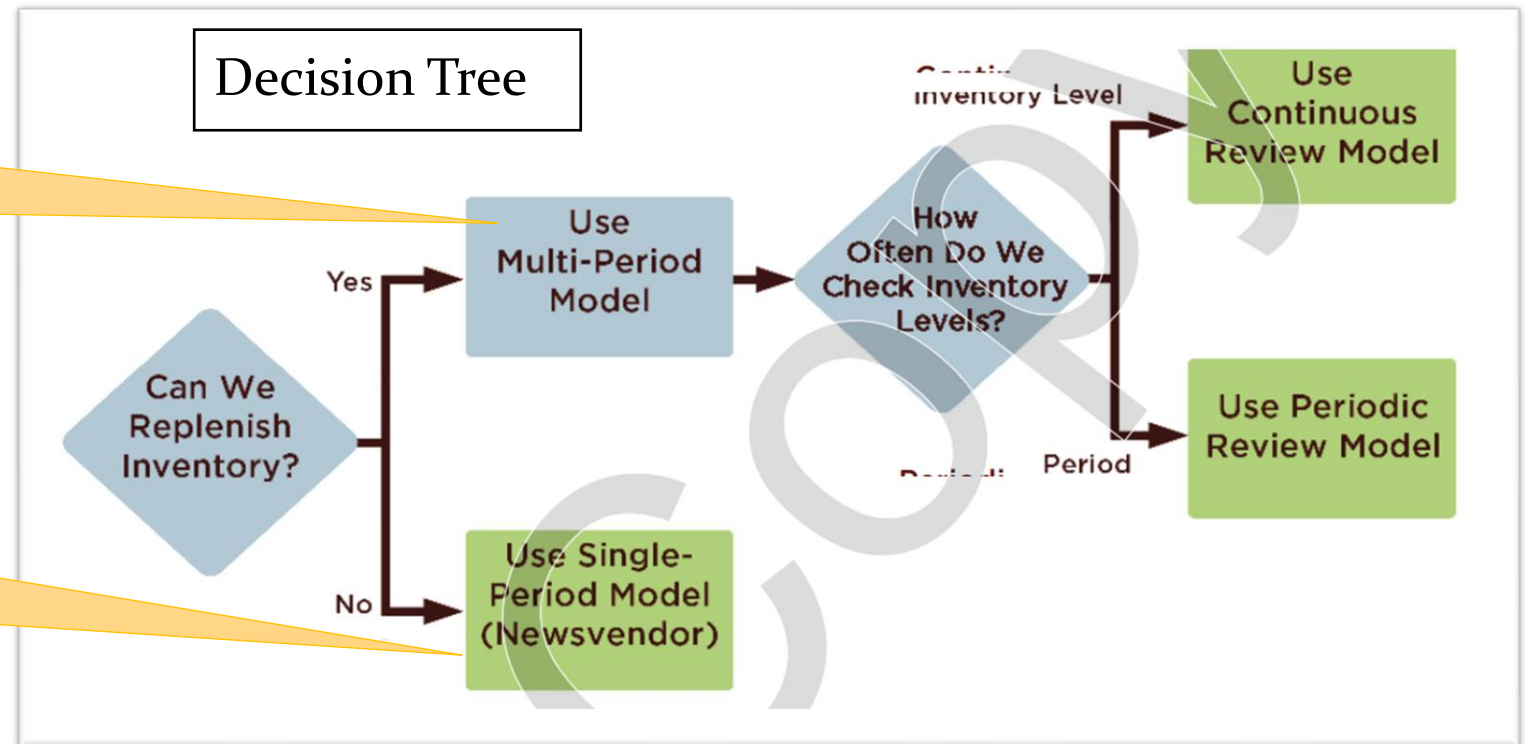 Decision Tree
Inventory Level
Use
Continuous
Review Model
Use
Multi-Period
Model
How
Often Do We
Check Inventory
Levels?
Yes
Can We
Replenish
Inventory?
Use Periodic
Review Model
Period
No
Use Single-
Period Model
(Newsvendor)
Copy